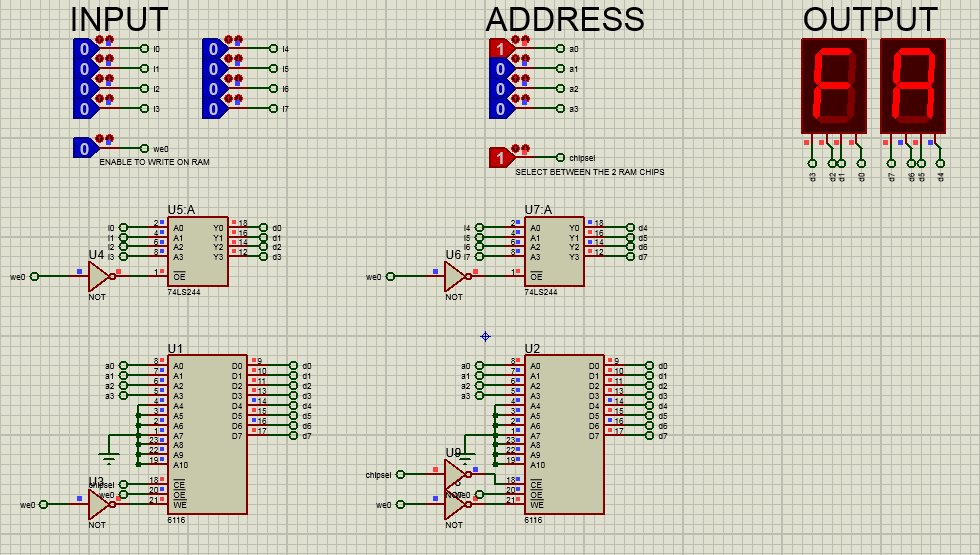 INPUT ADDRESS OUTPUT
0 I0 0 I4 1 a0
0 I1 0 I5 0 a1
0 I2 0 I6 0 a2
0 I3 0 I7 0 a3
FA
0 we0 1 chipsel
ENABLE TO WRITE ON RAM SELECT BETWEEN THE 2 RAM CHIPS
d3 d2 d1 d0 d7 d6 d5 d4
U5:A U7:A
I0 2 A0 Y0 18 d0 I4 2 A0 Y0 18 d4
I1 4 A1 Y1 16 d1 I5 4 A1 Y1 16 d5
I2 6 A2 Y2 14 d2 I6 6 A2 Y2 14 d6
I3 8 A3 Y3 12 d3 I7 8 A3 Y3 12 d7
U4 U6
we0 1 OE we0 1 OE
NOT 74LS244 NOT 74LS244
U1 U2
a0 8 A0 D0 9 d0 a0 8 A0 D0 9 d0
a1 7 A1 D1 10 d1 a1 7 A1 D1 10 d1
a2 6 A2 D2 11 d2 a2 6 A2 D2 11 d2
a3 5 A3 D3 13 d3 a3 5 A3 D3 13 d3
4 A4 D4 14 d4 4 A4 D4 14 d4
3 A5 D5 15 d5 3 A5 D5 15 d5
2 A6 D6 16 d6 2 A6 D6 16 d6
1 A7 D7 17 d7 1 A7 D7 17 d7
23 A8 23 A8
22 A9 U9 22 A9
19 A10 19 A10
U3 chipsel 18 CE chipsel 18 CE
we0 20 OE we0 20 OE
we0 21 WE we0 21 WE
NOT 6116 NOT 6116